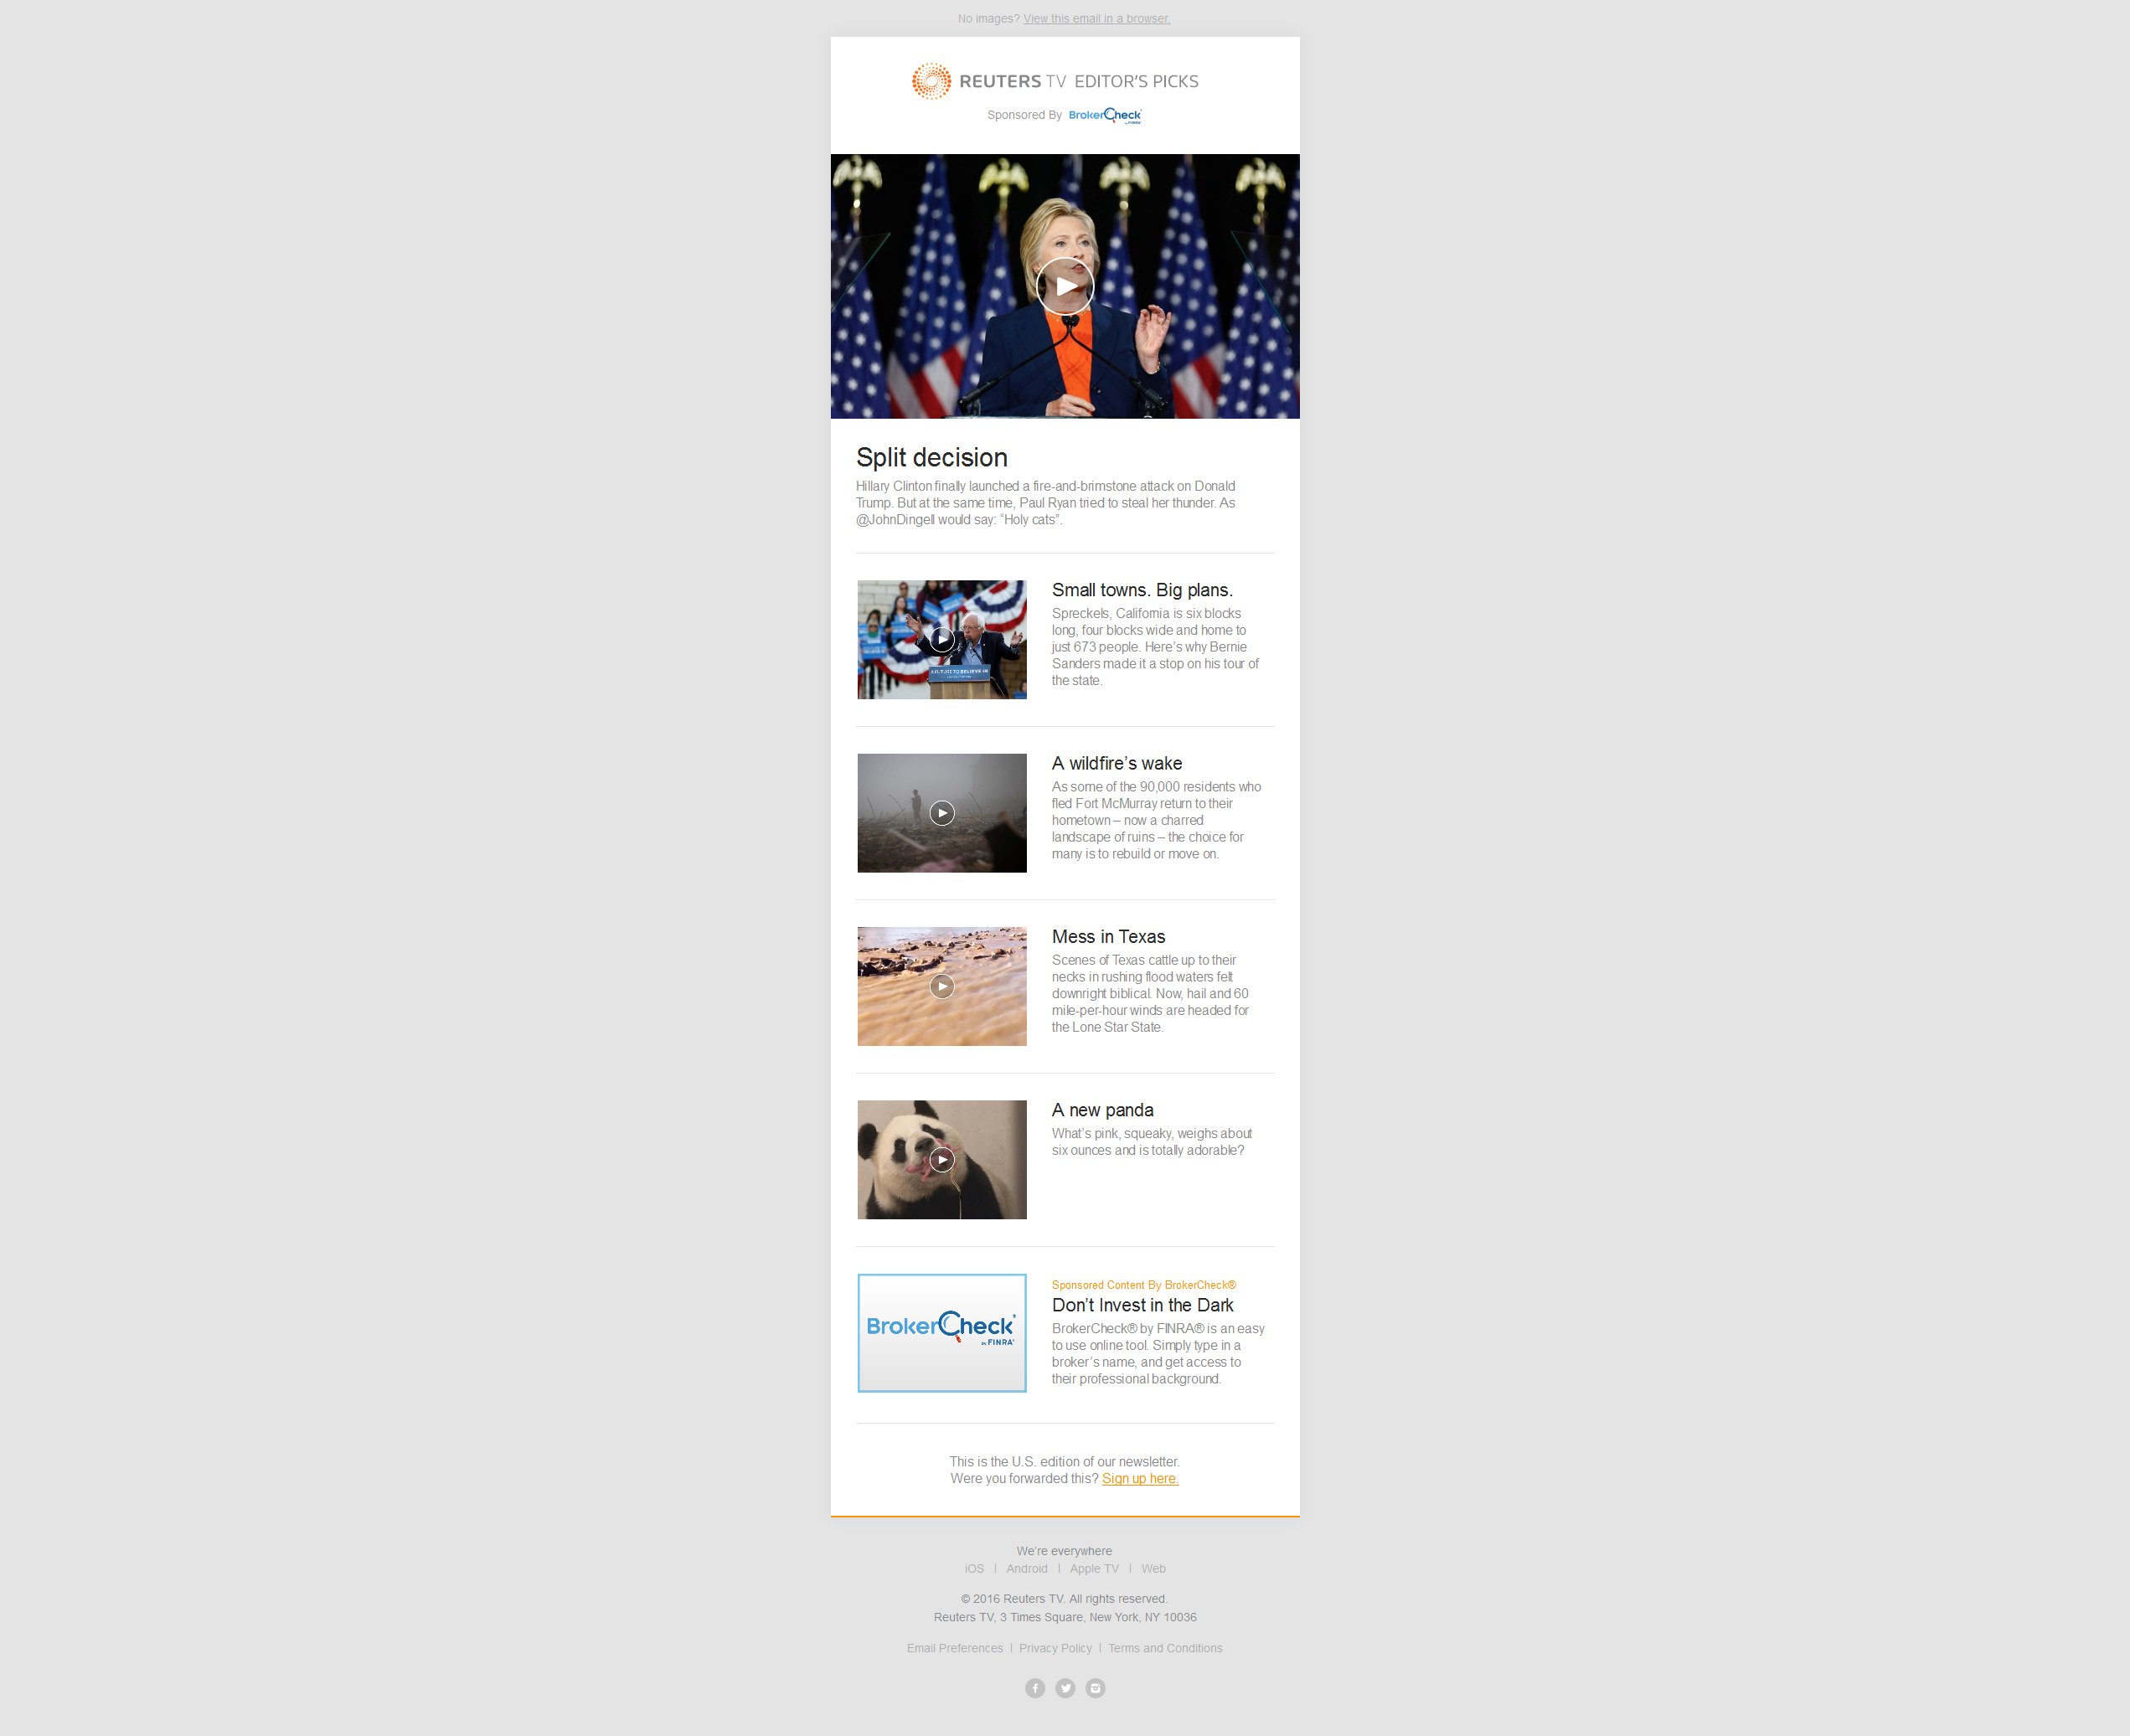 No images? View this email in a browser.
REUTERS TV EDITOR'S PICKS
Sponsored By BrokerCheck
by FINRA
Split decision
Hillary Clinton finally launched a fire-and-brimstone attack on Donald
Trump. But at the same time, Paul Ryan tried to steal her thunder. As
@JohnDingell would say: “Holy cats”.
Small towns. Big plans.
Spreckels, California is six blocks
long, four blocks wide and home to
just 673 people. Here’s why Bernie
Sanders made it a stop on his tour of
the state.
A FUTURE TO BELIEVE IN
A wildfire’s wake
As some of the 90,000 residents who
fled Fort McMurray return to their
hometown – now a charred
landscape of ruins – the choice for
many is to rebuild or move on.
Mess in Texas
Scenes of Texas cattle up to their
necks in rushing flood waters felt
downright biblical. Now, hail and 60
mile-per-hour winds are headed for
the Lone Star State.
A new panda
What’s pink, squeaky, weighs about
six ounces and is totally adorable?
BrokerCheck®
by FINRA®
Sponsored Content By BrokerCheck®
Don’t Invest in the Dark
BrokerCheck® by FINRA® is an easy
to use online tool. Simply type in a
broker’s name, and get access to
their professional background.
This is the U.S. edition of our newsletter.
Were you forwarded this? Sign up here.
We’re everywhere
iOS | Android | Apple TV | Web
© 2016 Reuters TV. All rights reserved.
Reuters TV, 3 Times Square, New York, NY 10036
Email Preferences | Privacy Policy | Terms and Conditions